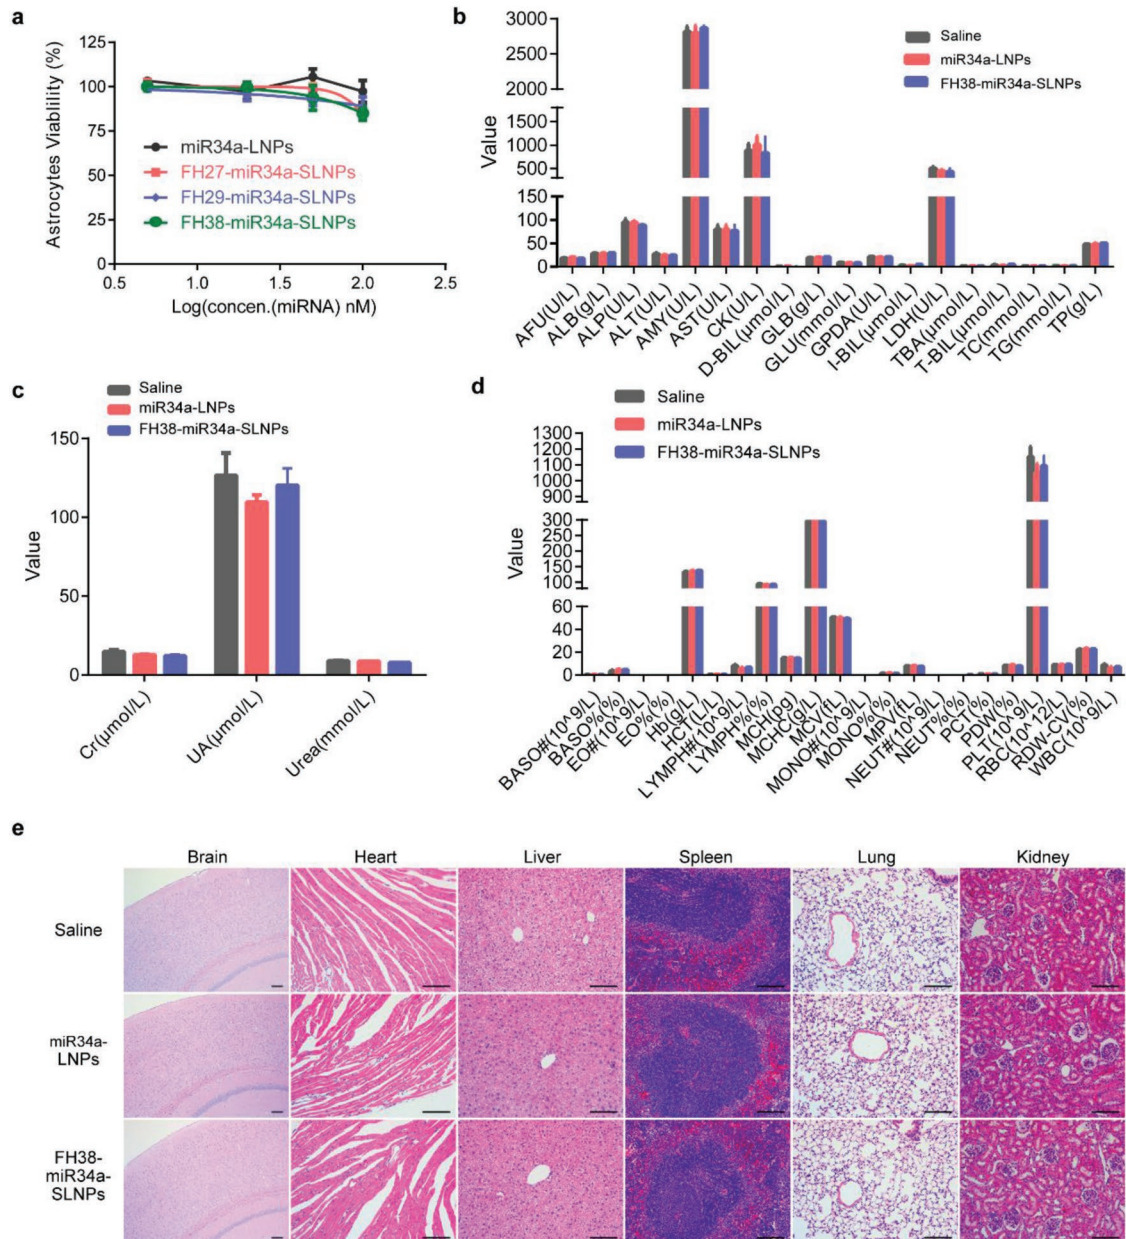 a
125
100
75
50
25
0
Astrocytes Viability (%)
miR34a-LNPs
FH27-miR34a-SLNPs
FH29-miR34a-SLNPs
FH38-miR34a-SLNPs
0.5 1.0 1.5 2.0 2.5
Log(concen.(miRNA) nM)
b
3000
2500
2000
1000
500
150
100
50
0
Value
Saline
miR34a-LNPs
FH38-miR34a-SLNPs
AFU(U/L)
ALB(g/L)
ALP(U/L)
ALT(U/L)
AMY(U/L)
AST(U/L)
CK(U/L)
D-BIL(μmol/L)
GLB(g/L)
GLU(mmol/L)
GPDA(U/L)
I-BIL(μmol/L)
LDH(U/L)
TBA(μmol/L)
T-BIL(μmol/L)
TC(mmol/L)
TG(mmol/L)
TP(g/L)
c
Saline
miR34a-LNPs
FH38-miR34a-SLNPs
150
100
50
0
Value
Cr(μmol/L)
UA(μmol/L)
Urea(mmol/L)
d
Saline
miR34a-LNPs
FH38-miR34a-SLNPs
1300
1200
1100
1000
900
300
250
200
150
100
60
40
20
0
Value
BASO#(10^9/L)
BASO%(%)
EO#(10^9/L)
EO%(%)
Hb(g/L)
HCT(L/L)
LYMPH#(10^9/L)
LYMPH%(%)
MCH(pg)
MCHC(g/L)
MCV(fL)
MONO#(10^9/L)
MONO%(%)
MPV(fL)
NEUT#(10^9/L)
NEUT%(%)
PCT(%)
PDW(%)
PLT(10^9/L)
RBC(10^12/L)
RDW-CV(%)
WBC(10^9/L)
e
Brain Heart Liver Spleen Lung Kidney
Saline
miR34a-
LNPs
FH38-
miR34a-
SLNPs